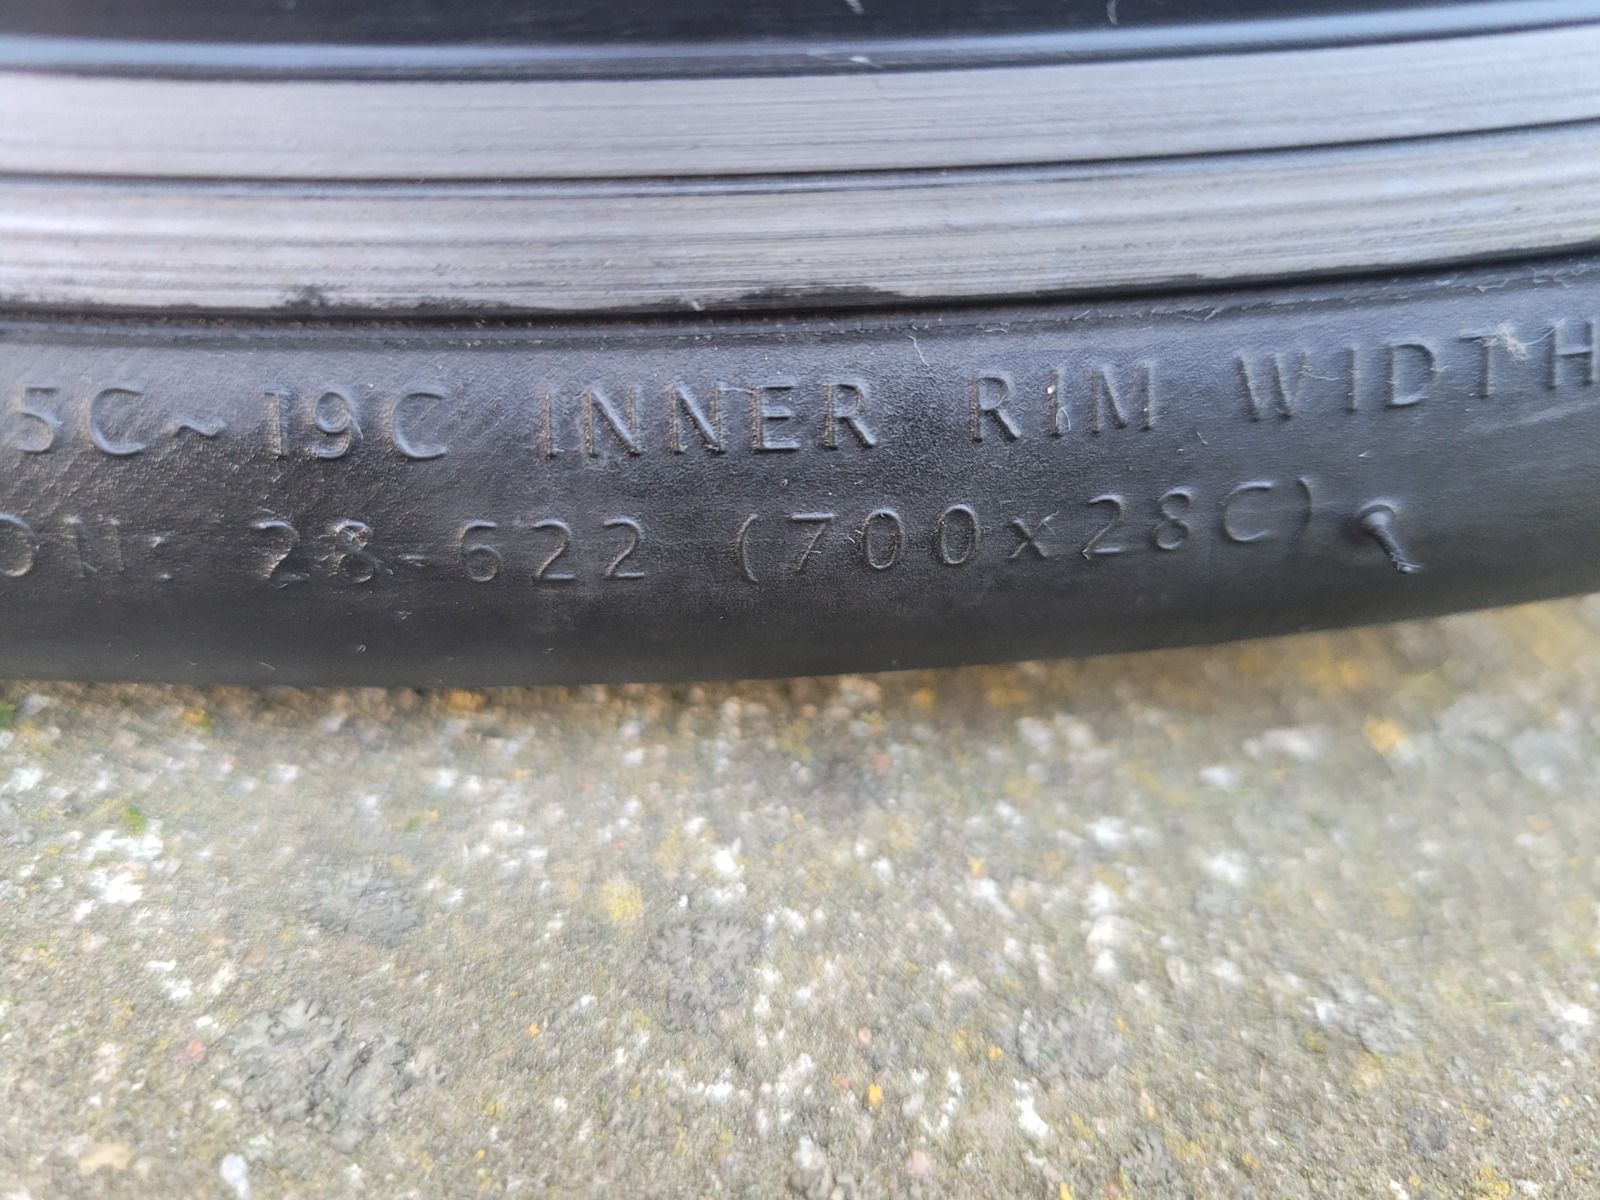 5C~19C INNER RIM WIDTH
ON: 28-622 (700x28C)